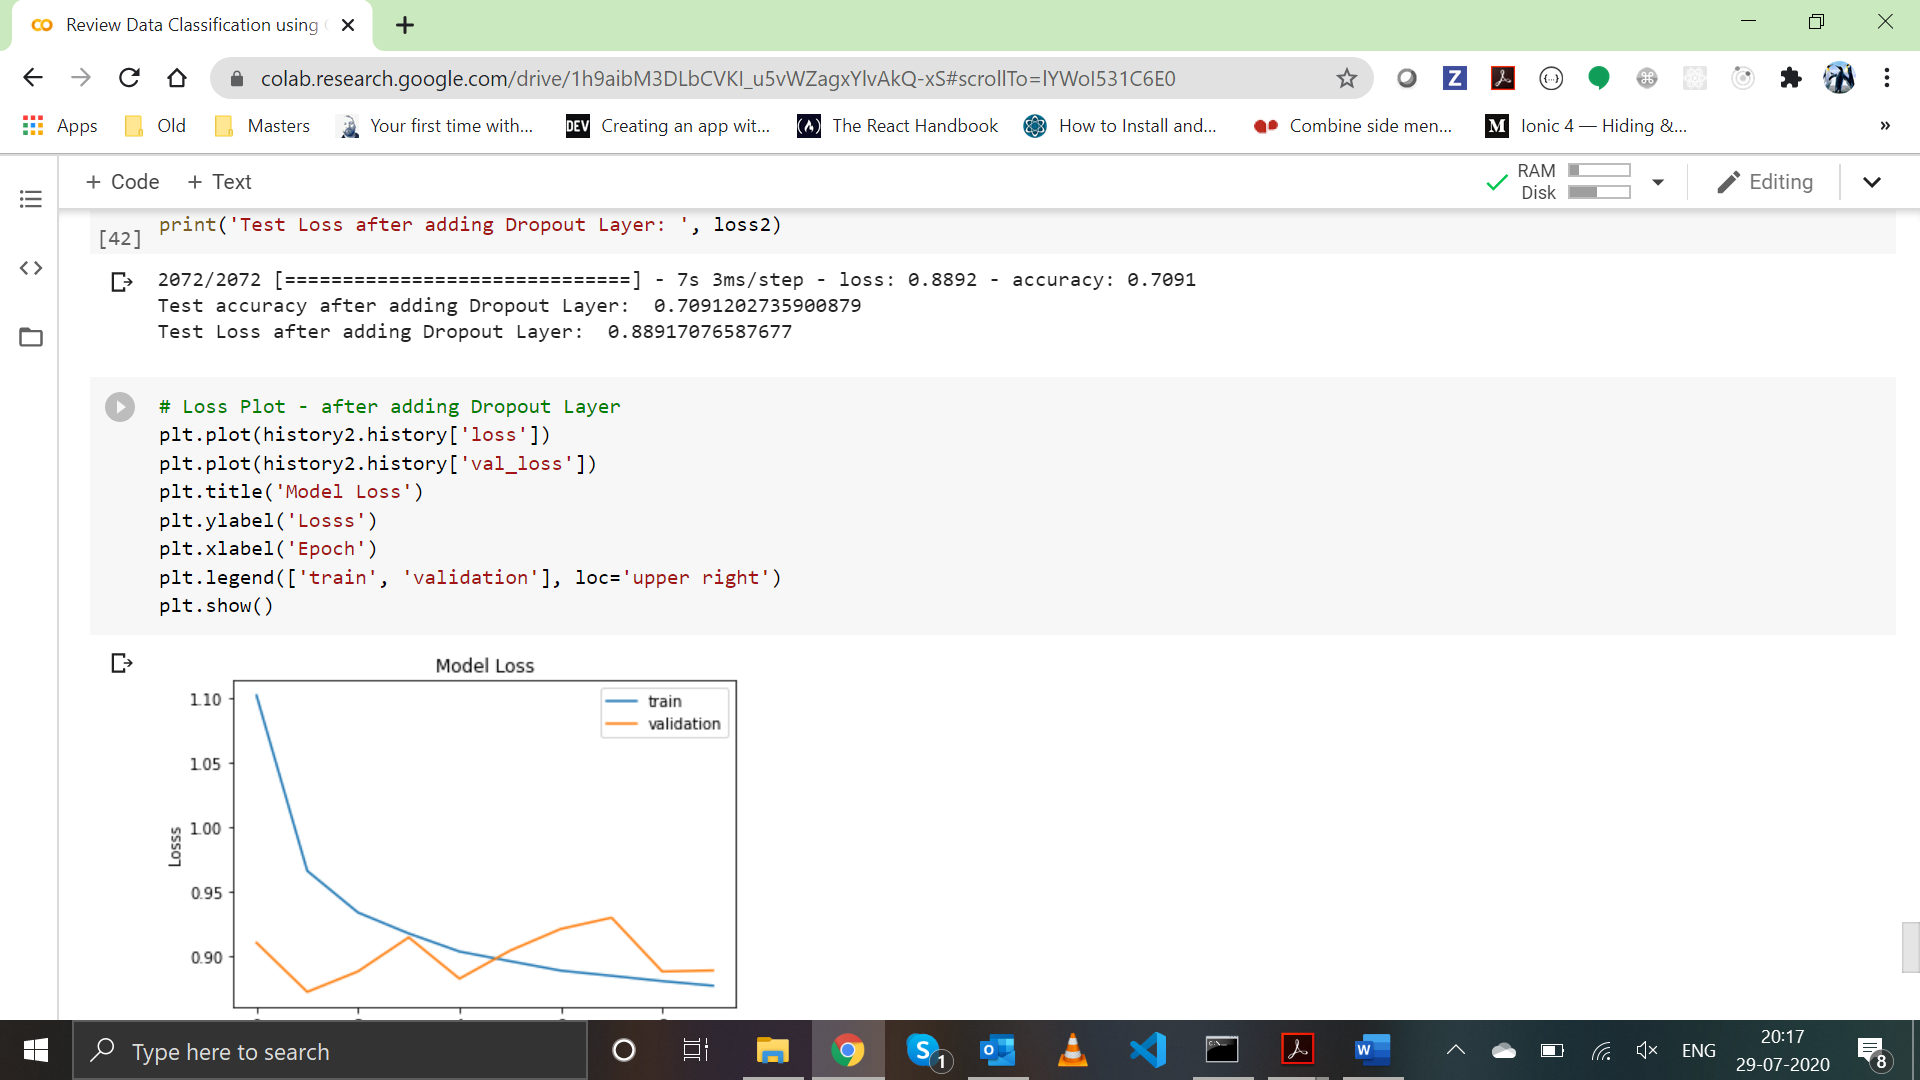 Review Data Classification using
colab.research.google.com/drive/1h9aibM3DLbCVKI_u5vWZagxYlvAkQ-xS#scrollTo=lYWoI531C6E0
Apps Old Masters Your first time with... DEV Creating an app wit... The React Handbook How to Install and... Combine side men... M Ionic 4 — Hiding &... »
+ Code + Text RAM Disk Editing
print('Test Loss after adding Dropout Layer: ', loss2)
[42]
2072/2072 [==============================] - 7s 3ms/step - loss: 0.8892 - accuracy: 0.7091
Test accuracy after adding Dropout Layer:  0.7091202735900879
Test Loss after adding Dropout Layer:  0.88917076587677
# Loss Plot - after adding Dropout Layer
plt.plot(history2.history['loss'])
plt.plot(history2.history['val_loss'])
plt.title('Model Loss')
plt.ylabel('Losss')
plt.xlabel('Epoch')
plt.legend(['train', 'validation'], loc='upper right')
plt.show()
Model Loss
train
validation
1.10
1.05
1.00
0.95
0.90
Losss
Type here to search
S 1
ENG
20:17
29-07-2020
8